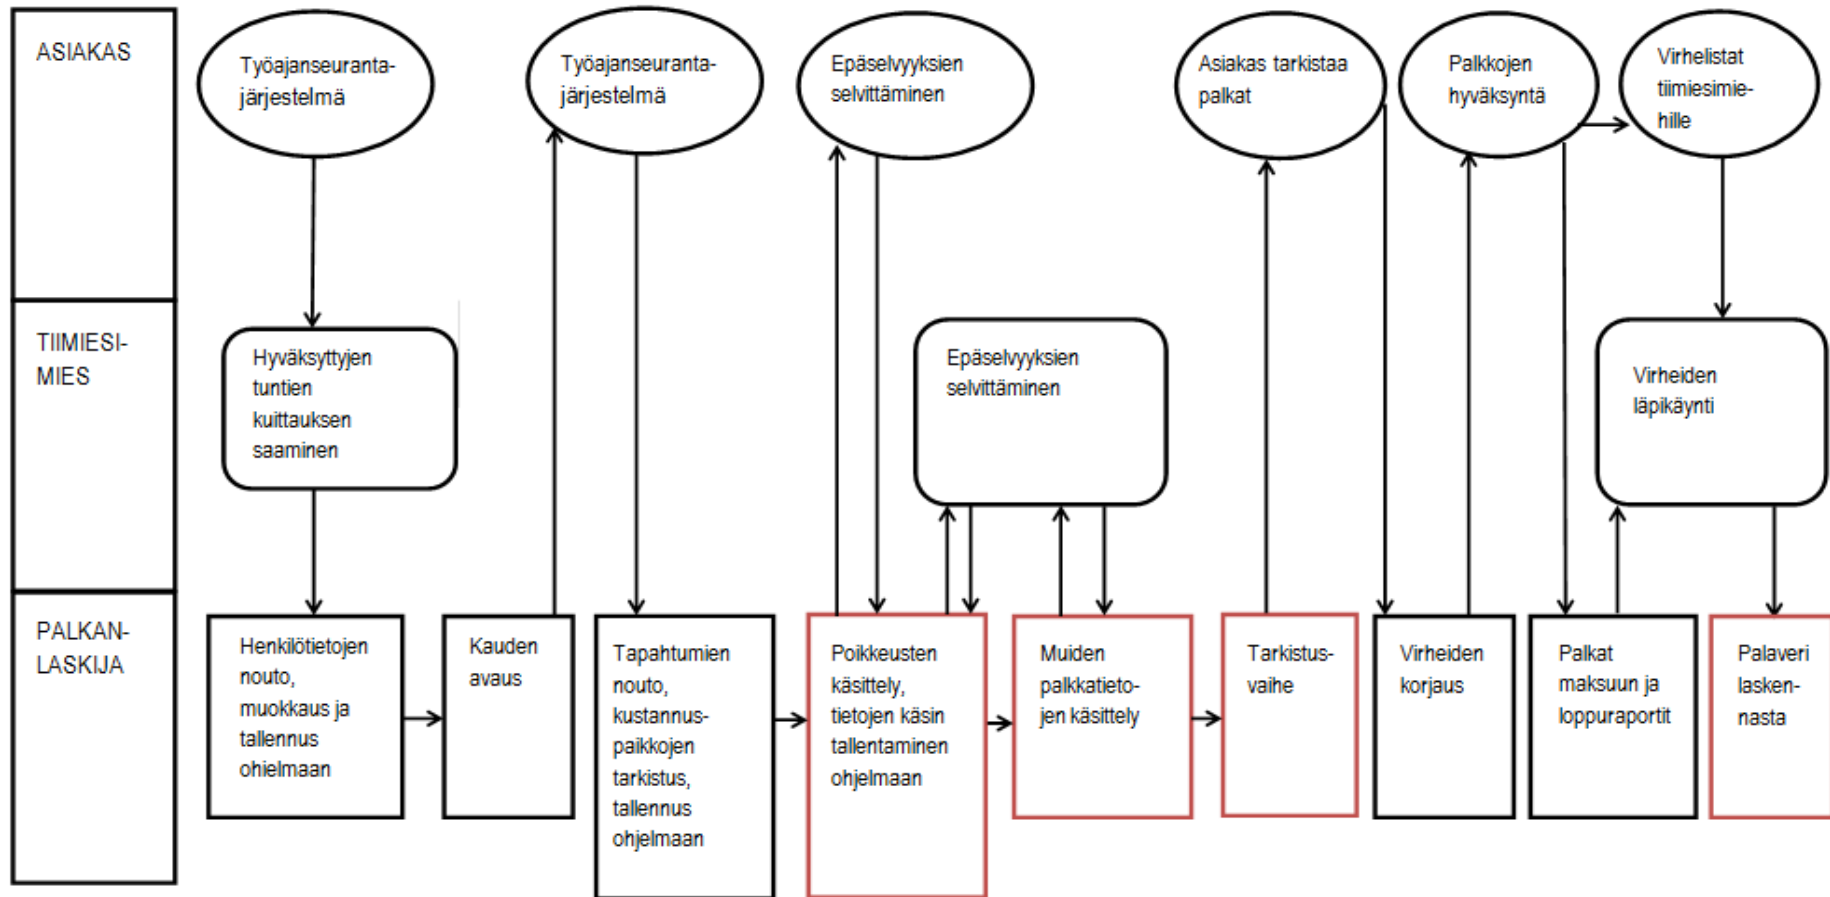 ASIAKAS
Työajanseuranta-
järjestelmä
Työajanseuranta-
järjestelmä
Epäselvyyksien
selvittäminen
Asiakas tarkistaa
palkat
Palkkojen
hyväksyntä
Virhelistat
tiimiesimie-
hille
TIIMIESI-
MIES
Hyväksyttyjen
tuntien
kuittauksen
saaminen
Epäselvyyksien
selvittäminen
Virheiden
läpikäynti
PALKAN-
LASKIJA
Henkilötietojen
nouto,
muokkaus ja
tallennus
ohielmaan
Kauden
avaus
Tapahtumien
nouto,
kustannus-
paikkojen
tarkistus,
tallennus
ohjelmaan
Poikkeusten
käsittely,
tietojen käsin
tallentaminen
ohjelmaan
Muiden
palkkatieto-
jen käsittely
Tarkistus-
vaihe
Virheiden
korjaus
Palkat
maksuun ja
loppuraportit
Palaveri
lasken-
nasta